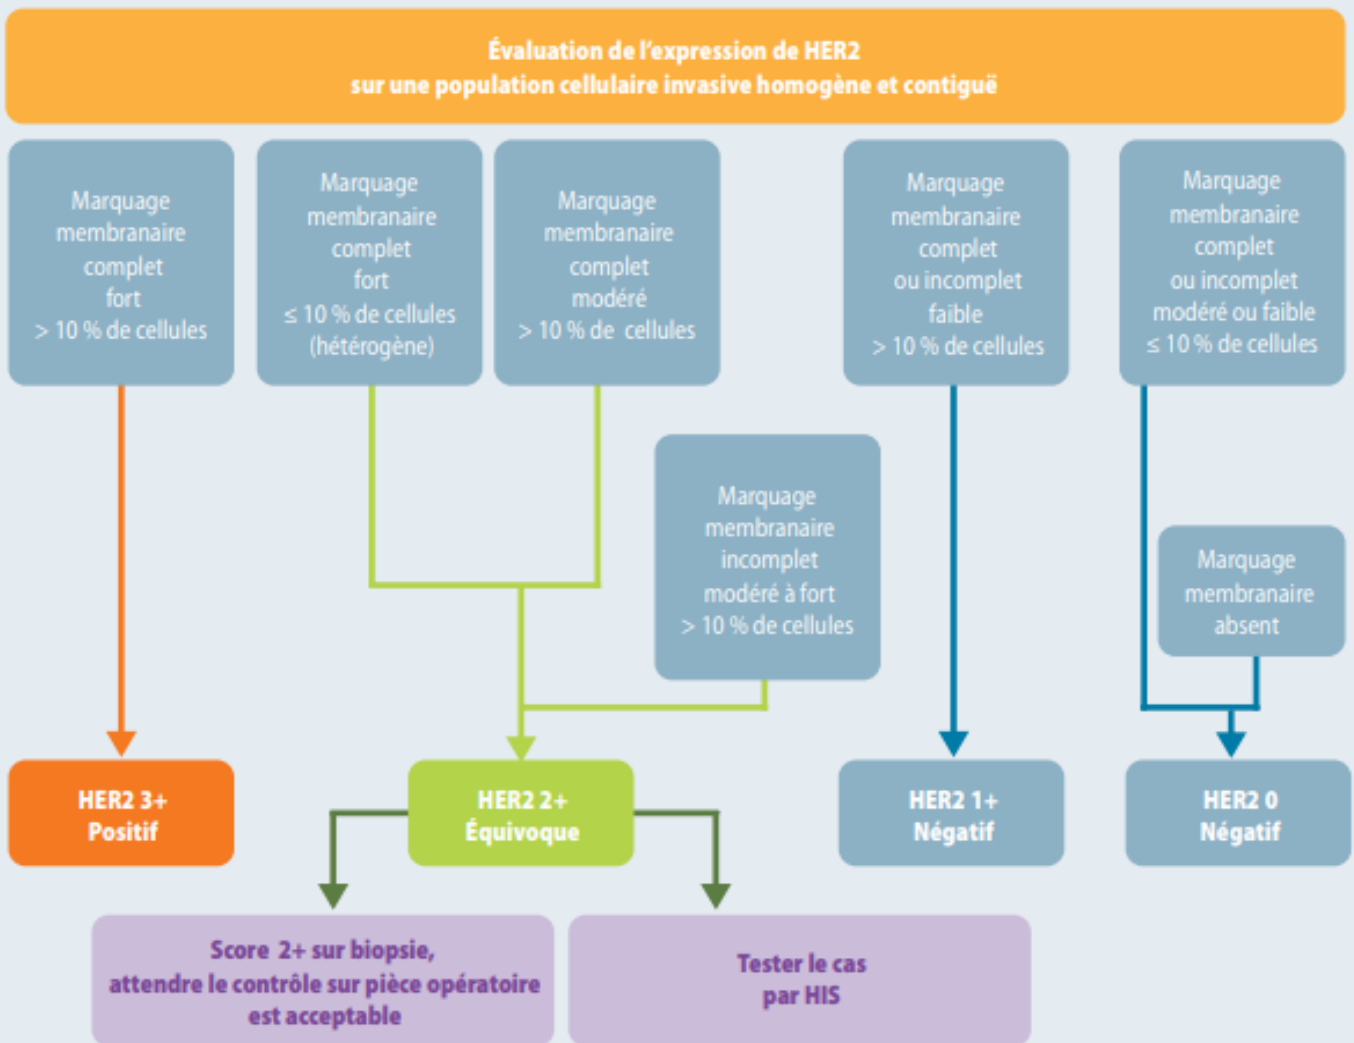 Évaluation de l'expression de HER2
sur une population cellulaire invasive homogène et contiguë
Marquage
membranaire
complet
fort
> 10 % de cellules
Marquage
membranaire
complet
fort
≤ 10 % de cellules
(hétérogène)
Marquage
membranaire
complet
modéré
> 10 % de cellules
Marquage
membranaire
complet
ou incomplet
faible
> 10 % de cellules
Marquage
membranaire
complet
ou incomplet
modéré ou faible
≤ 10 % de cellules
Marquage
membranaire
incomplet
modéré à fort
> 10 % de cellules
Marquage
membranaire
absent
HER2 3+
Positif
HER2 2+
Équivoque
HER2 1+
Négatif
HER2 0
Négatif
Score 2+ sur biopsie,
attendre le contrôle sur pièce opératoire
est acceptable
Tester le cas
par HIS